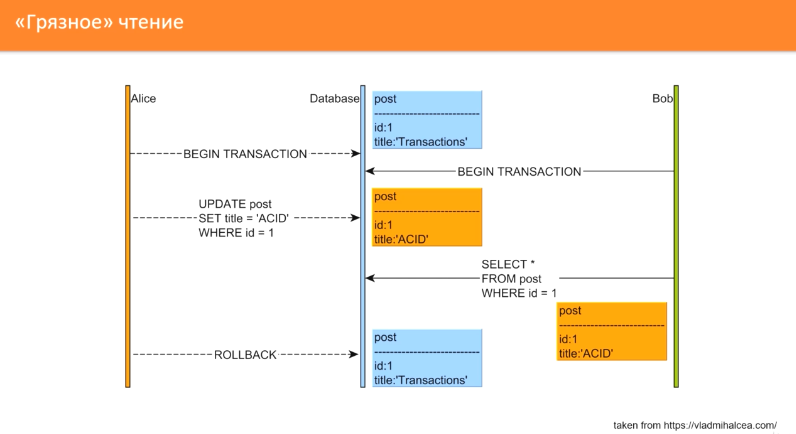 «Грязное» чтение
Alice
Database
Bob
post
----------------------------
id:1
title:'Transactions'
BEGIN TRANSACTION
BEGIN TRANSACTION
UPDATE post
SET title = 'ACID'
WHERE id = 1
post
----------------------------
id:1
title:'ACID'
SELECT *
FROM post
WHERE id = 1
post
----------------------------
id:1
title:'ACID'
ROLLBACK
post
----------------------------
id:1
title:'Transactions'
taken from https://vladmihalcea.com/